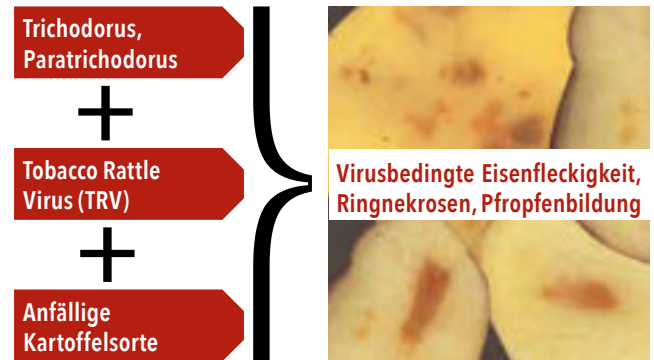 Trichodorus,
Paratrichodorus
+
Tobacco Rattle
Virus (TRV)
+
Anfällige
Kartoffelsorte
Virusbedingte Eisenfleckigkeit,
Ringnekrosen, Pfropfenbildung